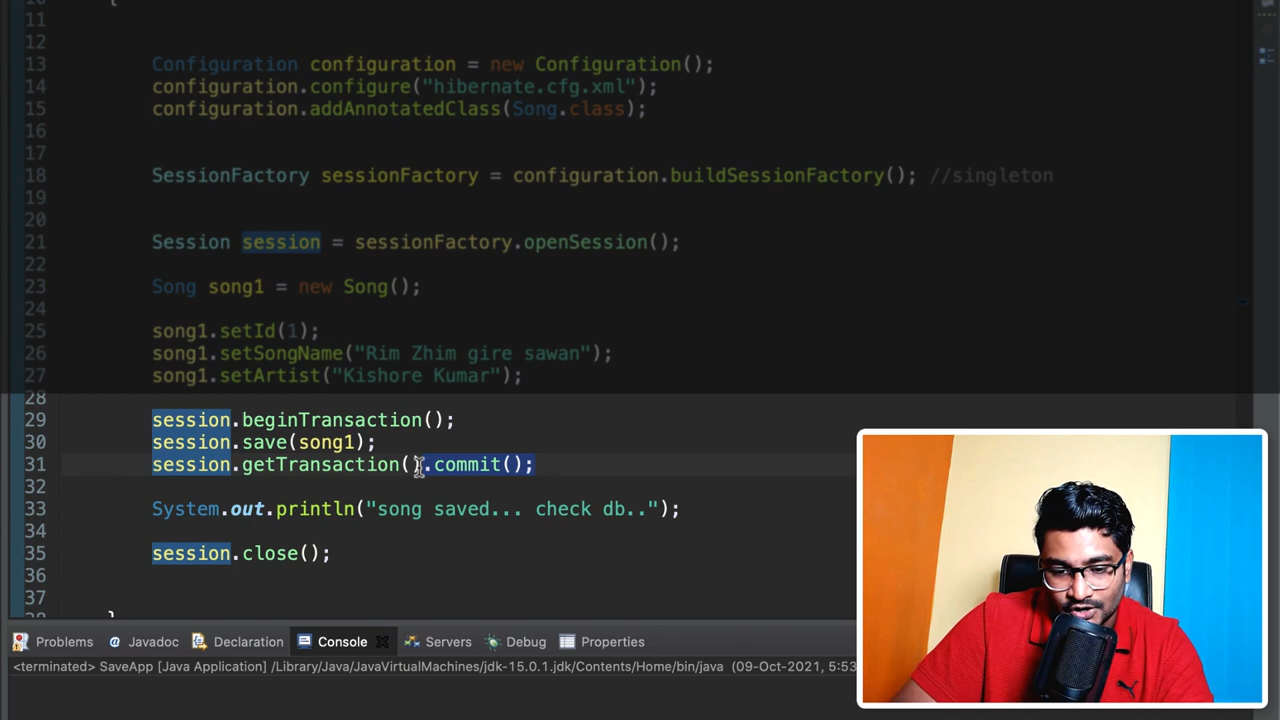 10 {
11
12
13 Configuration configuration = new Configuration();
14 configuration.configure("hibernate.cfg.xml");
15 configuration.addAnnotatedClass(Song.class);
16
17
18 SessionFactory sessionFactory = configuration.buildSessionFactory(); //singleton
19
20
21 Session session = sessionFactory.openSession();
22
23 Song song1 = new Song();
24
25 song1.setId(1);
26 song1.setSongName("Rim Zhim gire sawan");
27 song1.setArtist("Kishore Kumar");
28
29 session.beginTransaction();
30 session.save(song1);
31 session.getTransaction().commit();
32
33 System.out.println("song saved... check db..");
34
35 session.close();
36
37
38 }
Problems @ Javadoc Declaration Console Servers Debug Properties
<terminated> SaveApp [Java Application] /Library/Java/JavaVirtualMachines/jdk-15.0.1.jdk/Contents/Home/bin/java (09-Oct-2021, 5:53